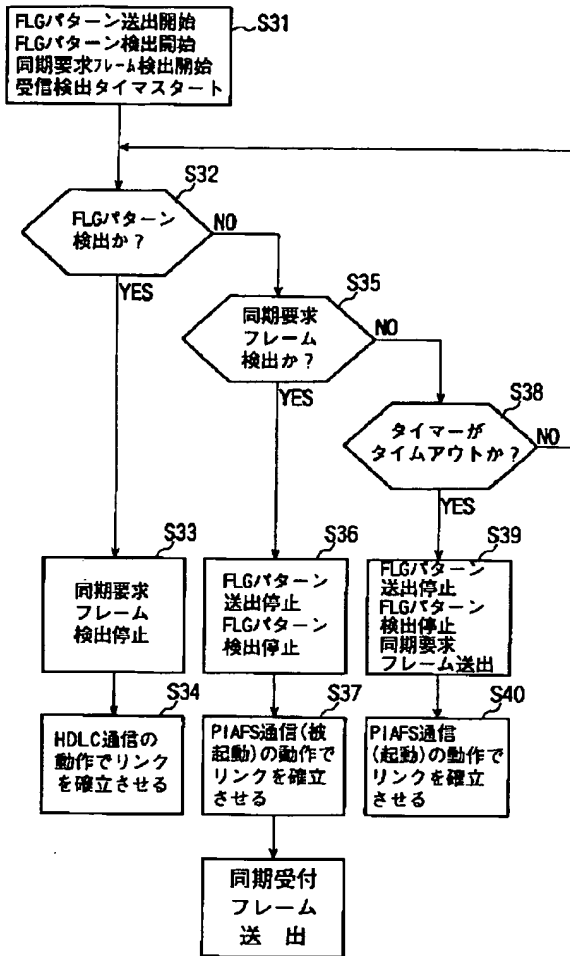 FLGパターン送出開始
FLGパターン検出開始
同期要求フレーム検出開始
受信検出タイマスタート
S31
S32
FLGパターン
検出か?
NO
YES
S35
同期要求
フレーム
検出か?
NO
YES
S38
タイマーが
タイムアウトか?
NO
YES
S33
同期要求
フレーム
検出停止
S36
FLGパターン
送出停止
FLGパターン
検出停止
S39
FLGパターン
送出停止
FLGパターン
検出停止
同期要求
フレーム送出
S34
HDLC通信の
動作でリンク
を確立させる
S37
PIAFS通信(被
起動)の動作で
リンクを確立
させる
S40
PIAFS通信
(起動)の動作で
リンクを確立
させる
同期受付
フレーム
送 出